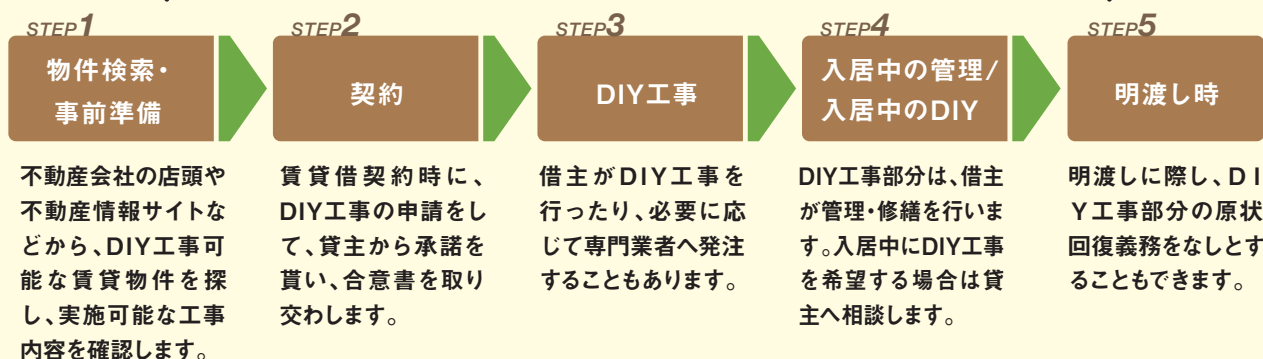 STEP1
物件検索・
事前準備
不動産会社の店頭や
不動産情報サイトな
どから、DIY工事可
能な賃貸物件を探
し、実施可能な工事
内容を確認します。
STEP2
契約
賃貸借契約時に、
DIY工事の申請をし
て、貸主から承諾を
貰い、合意書を取り
交わします。
STEP3
DIY工事
借主がDIY工事を
行ったり、必要に応
じて専門業者へ発注
することもあります。
STEP4
入居中の管理/
入居中のDIY
DIY工事部分は、借主
が管理・修繕を行いま
す。入居中にDIY工事
を希望する場合は貸
主へ相談します。
STEP5
明渡し時
明渡しに際し、DI
Y工事部分の原状
回復義務をなしとす
ることもできます。